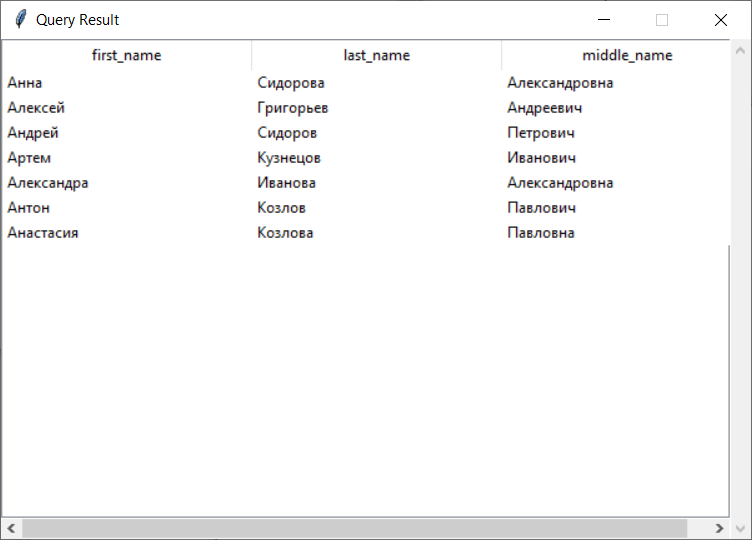 Query Result
first_name last_name middle_name
Анна Сидорова Александровна
Алексей Григорьев Андреевич
Андрей Сидоров Петрович
Артем Кузнецов Иванович
Александра Иванова Александровна
Антон Козлов Павлович
Анастасия Козлова Павловна